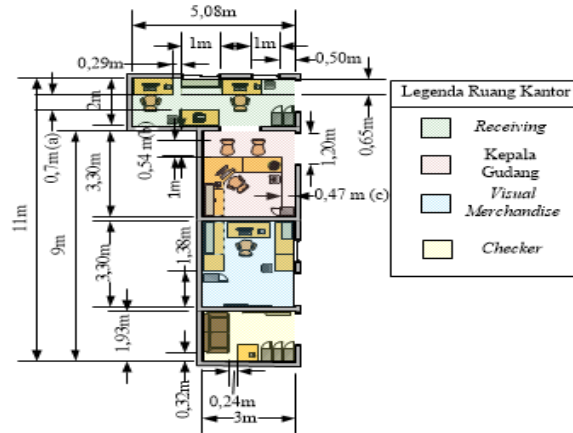 5,08m
1m
1m
0,29m
0,50m
2m
0,7m(a)
0,54 m(b)
1,20m
0,65m
11m
9m
3,30m
1m
0,47 m (c)
3,30m
1,38m
1,93m
0,32m
0,24m
3m
Legenda Ruang Kantor
Receiving
Kepala
Gudang
Visual
Merchandise
Checker